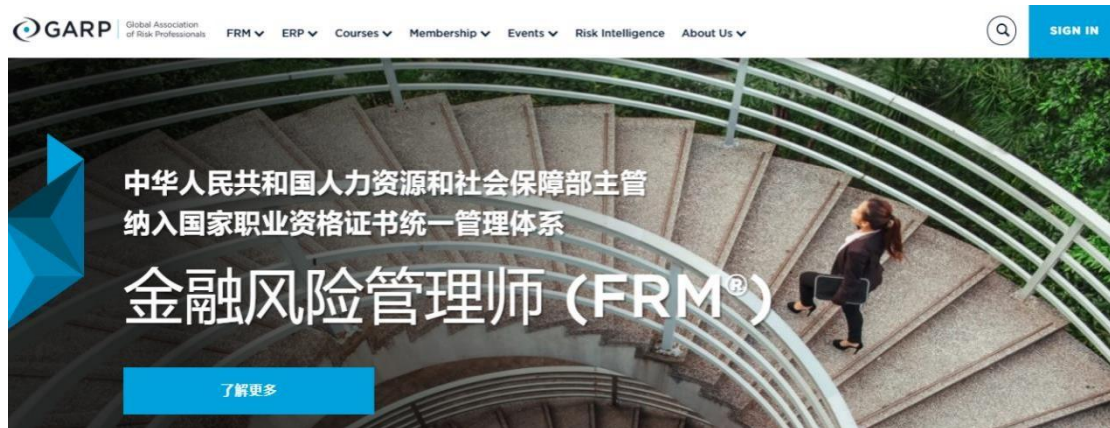 GARP
Global Association
of Risk Professionals
FRM ERP Courses Membership Events Risk Intelligence About Us
SIGN IN
中华人民共和国人力资源和社会保障部主管
纳入国家职业资格证书统一管理体系
金融风险管理师 (FRM®)
了解更多